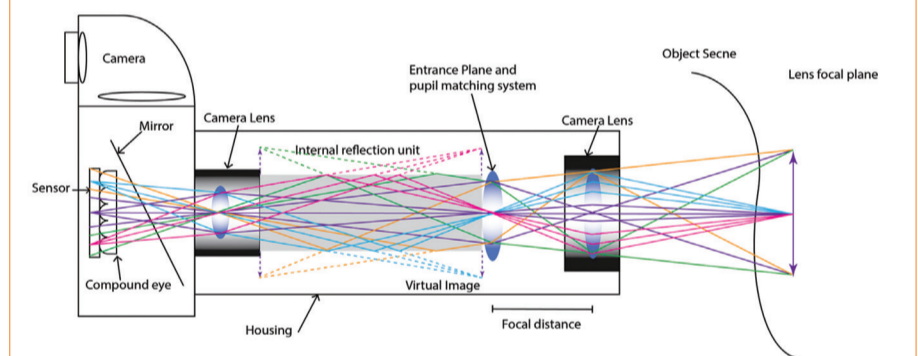 Camera
Mirror
Camera Lens
Internal reflection unit
Entrance Plane and
pupil matching system
Camera Lens
Object Secne
Lens focal plane
Sensor
Compound eye
Virtual Image
Housing
Focal distance